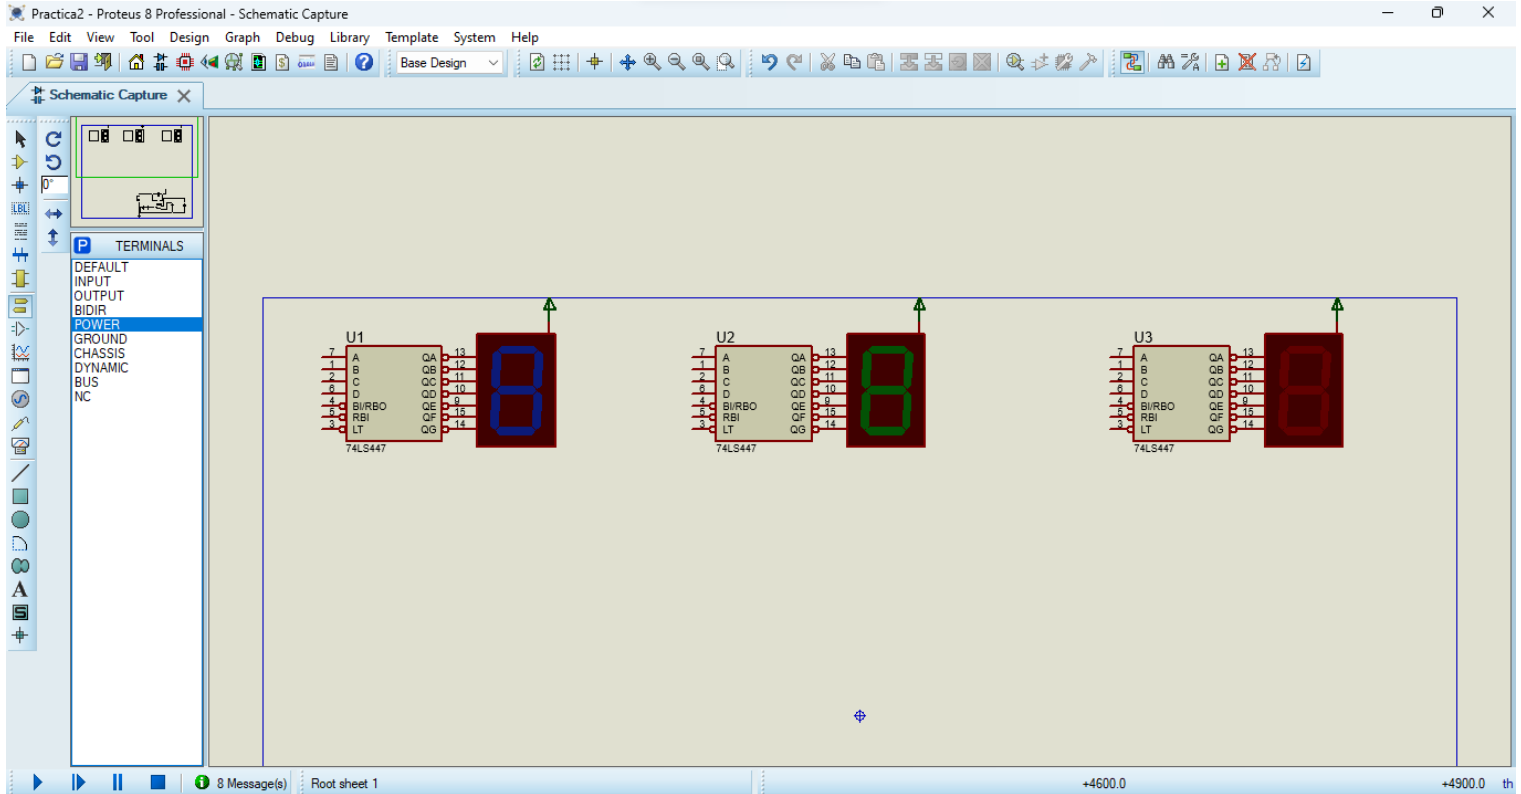 Practica2 - Proteus 8 Professional - Schematic Capture
File Edit View Tool Design Graph Debug Library Template System Help
Base Design
Schematic Capture
0°
LBL
P TERMINALS
DEFAULT
INPUT
OUTPUT
BIDIR
POWER
GROUND
CHASSIS
DYNAMIC
BUS
NC
A
S
U1
7 A QA 13
1 B QB 12
2 C QC 11
6 D QD 10
4 BI/RBO QE 9
5 RBI QF 15
3 LT QG 14
74LS447
U2
7 A QA 13
1 B QB 12
2 C QC 11
6 D QD 10
4 BI/RBO QE 9
5 RBI QF 15
3 LT QG 14
74LS447
U3
7 A QA 13
1 B QB 12
2 C QC 11
6 D QD 10
4 BI/RBO QE 9
5 RBI QF 15
3 LT QG 14
74LS447
8 Message(s) Root sheet 1 +4600.0 +4900.0 th